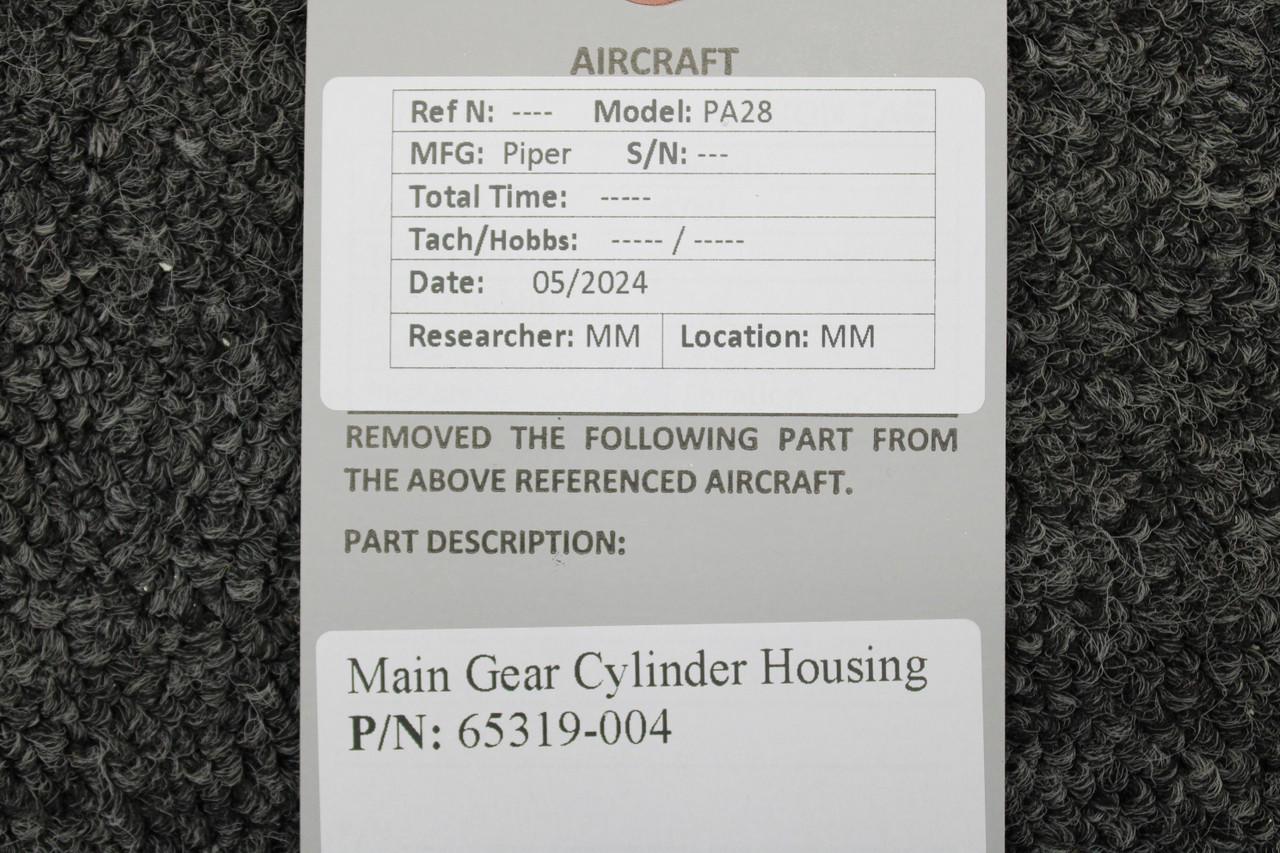 AIRCRAFT
Ref N: ---- Model: PA28
MFG: Piper S/N: ---
Total Time: -----
Tach/Hobbs: ----- / -----
Date: 05/2024
Researcher: MM Location: MM
REMOVED THE FOLLOWING PART FROM
THE ABOVE REFERENCED AIRCRAFT.
PART DESCRIPTION:
Main Gear Cylinder Housing
P/N: 65319-004